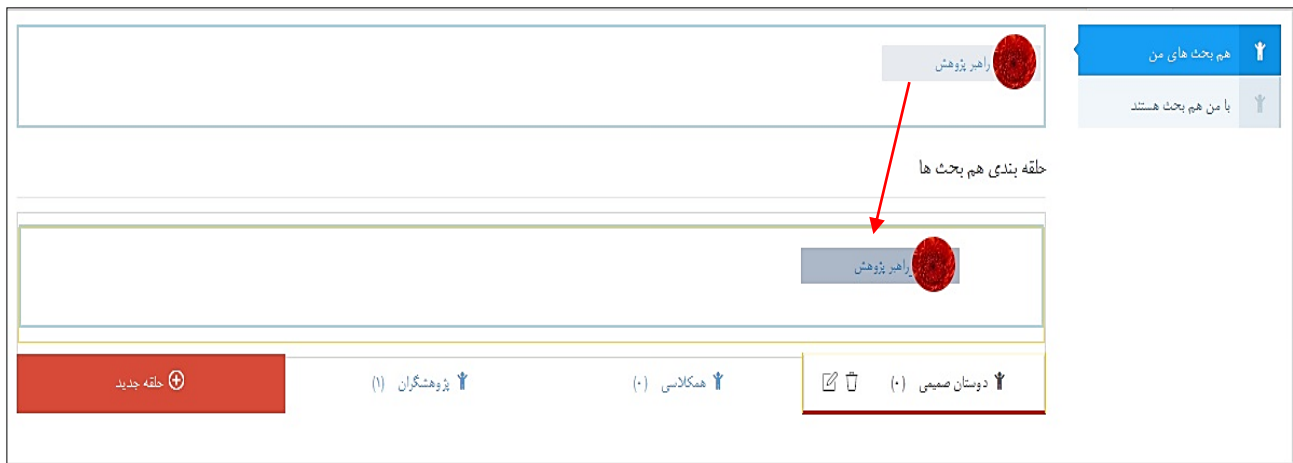 هم بحث های من
با من هم بحث هستند
راهبر پژوهش
حلقه بندی هم بحث ها
راهبر پژوهش
دوستان صمیمی (۰)
همکلاسی (۰)
پژوهشگران (۱)
حلقه جدید